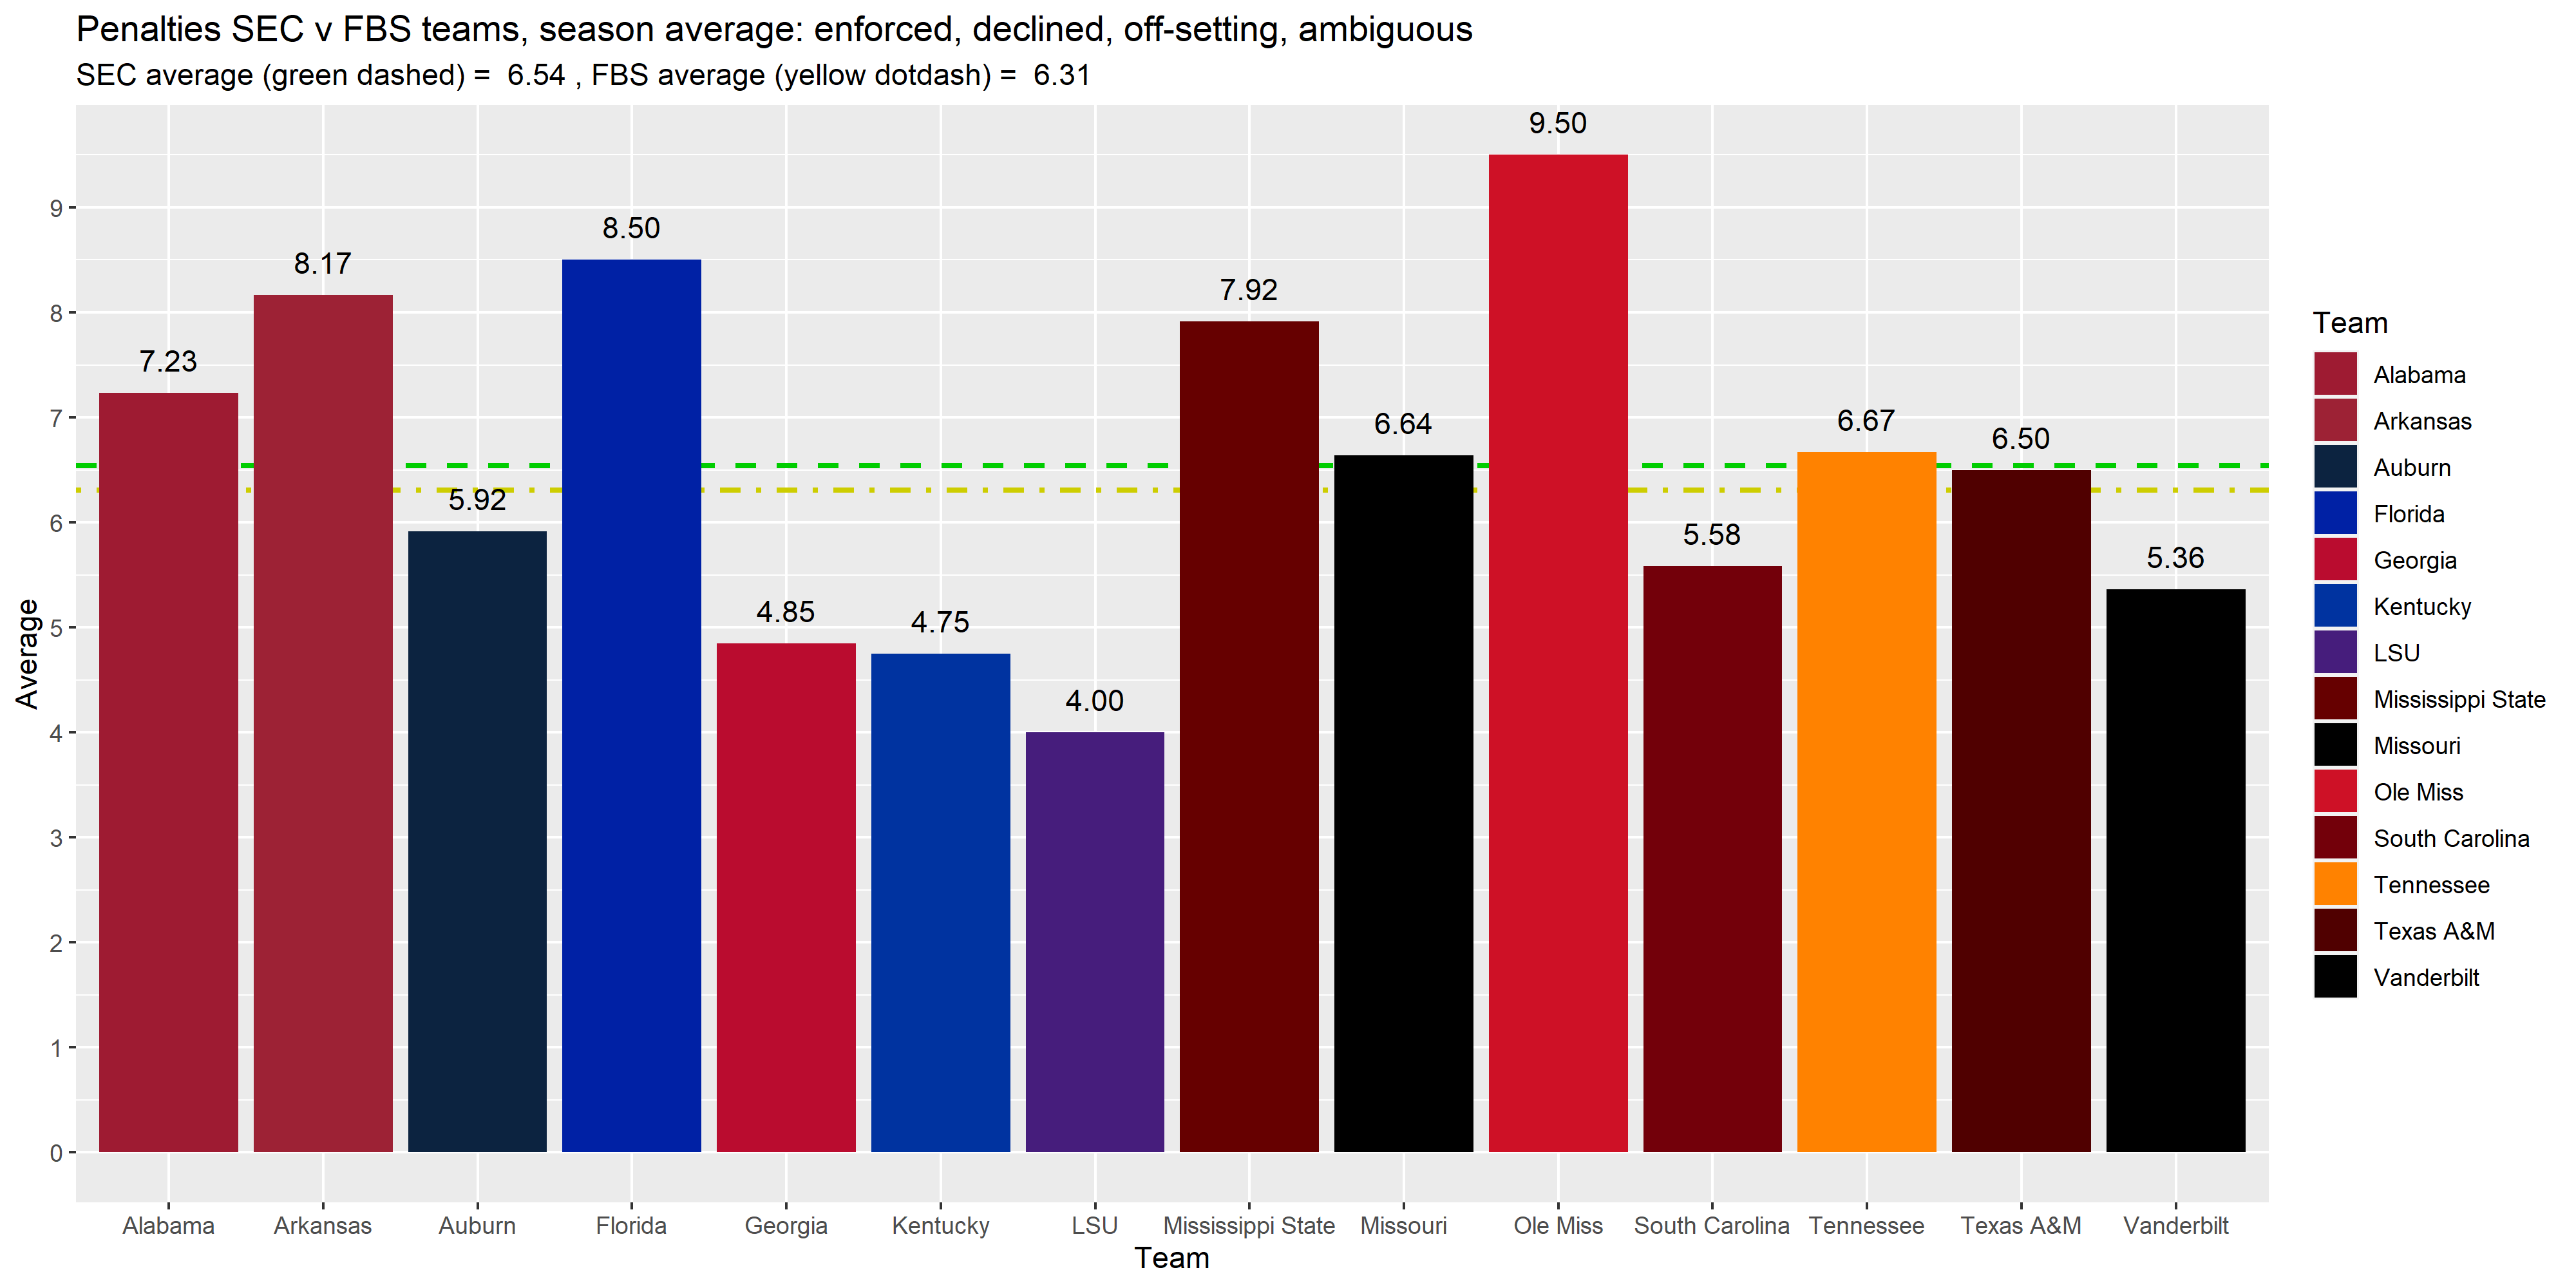 Penalties SEC v FBS teams, season average: enforced, declined, off-setting, ambiguous
SEC average (green dashed) =  6.54 , FBS average (yellow dotdash) =  6.31
9.50
8.50
8.17
7.92
7.23
6.64
6.67
6.50
5.92
5.58
5.36
4.85
4.75
4.00
9
8
7
6
5
4
3
2
1
0
Average
Alabama Arkansas Auburn Florida Georgia Kentucky LSU Mississippi State Missouri Ole Miss South Carolina Tennessee Texas A&M Vanderbilt
Team
Team
Alabama
Arkansas
Auburn
Florida
Georgia
Kentucky
LSU
Mississippi State
Missouri
Ole Miss
South Carolina
Tennessee
Texas A&M
Vanderbilt